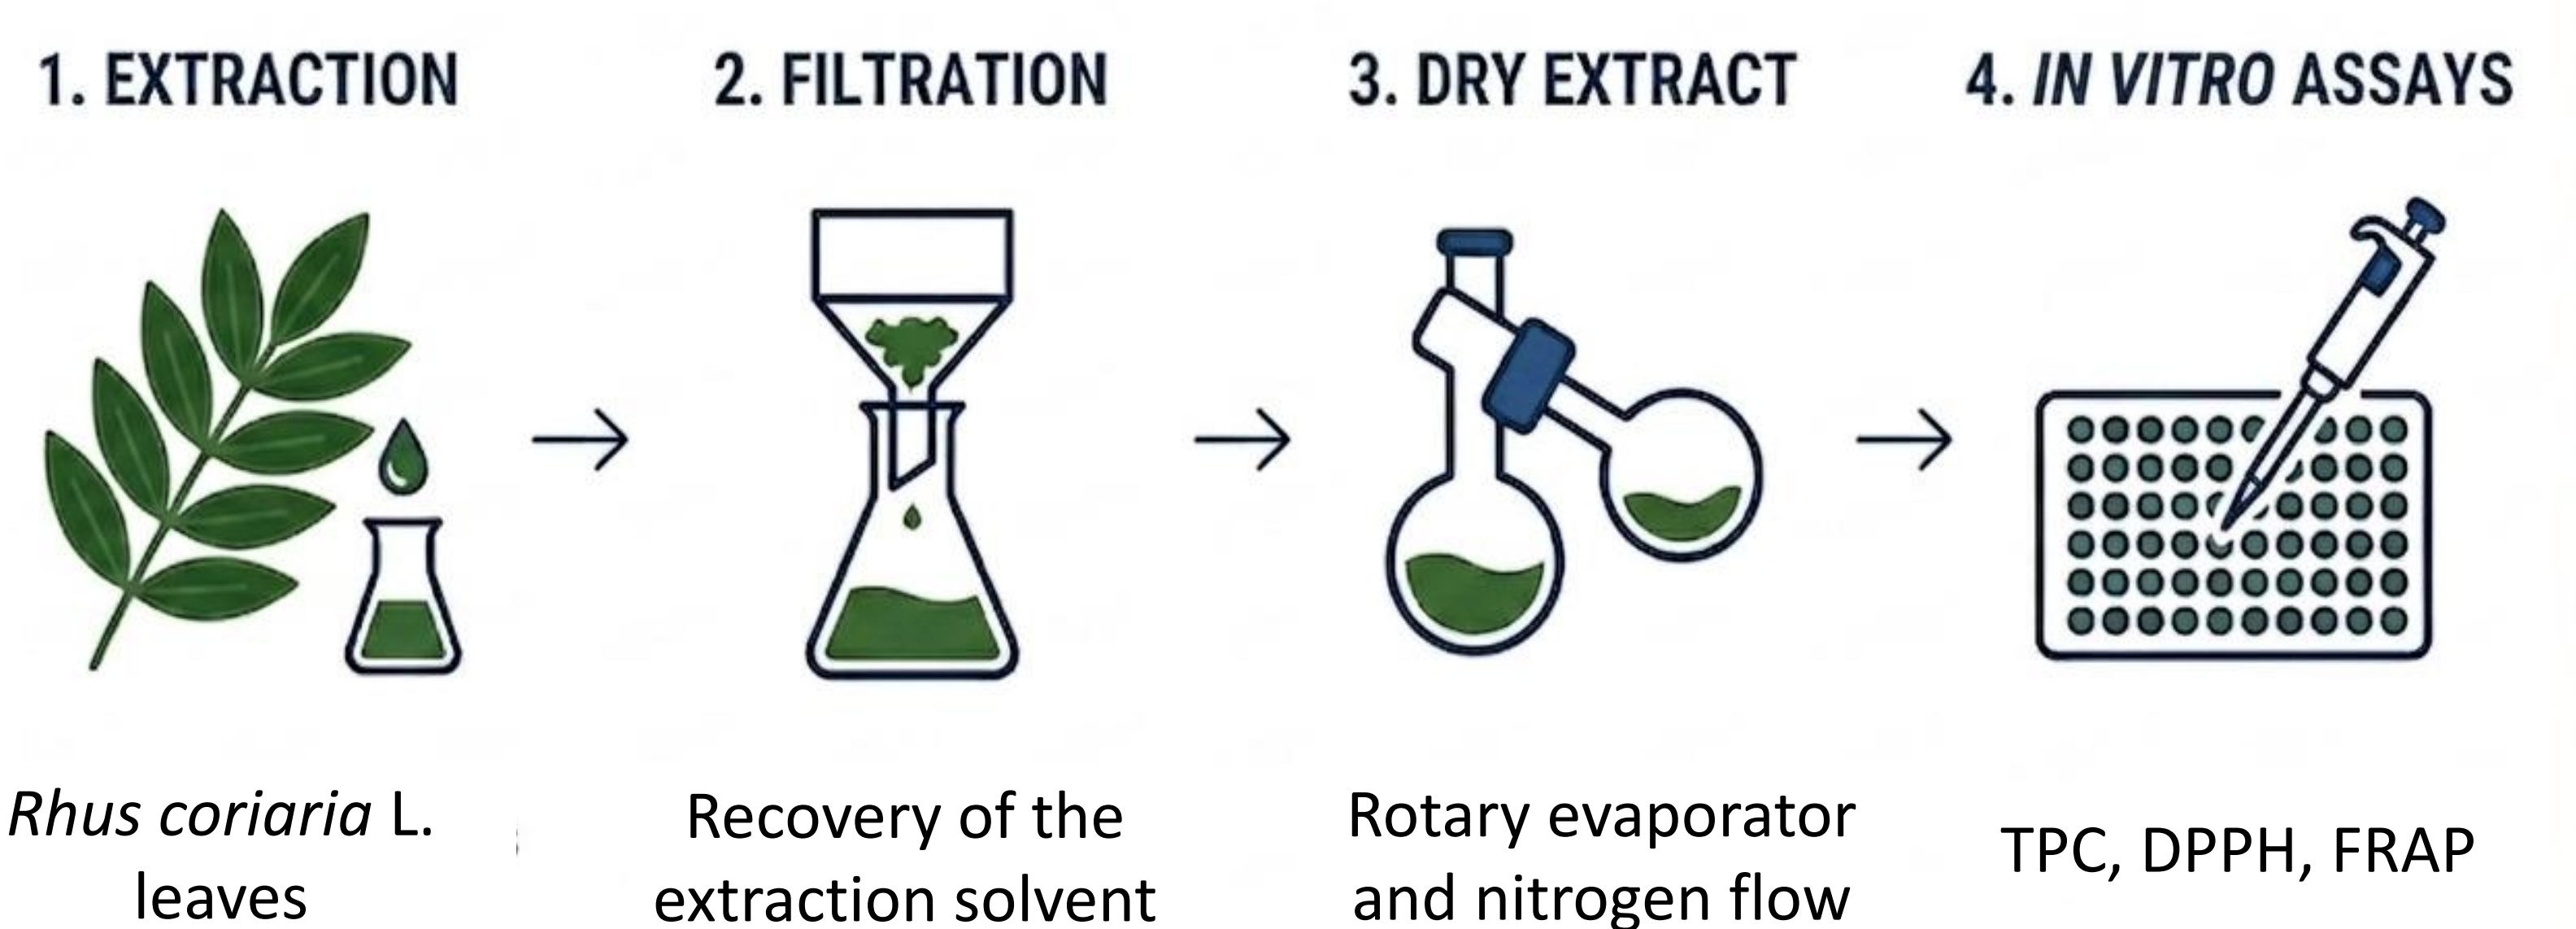 1. EXTRACTION
2. FILTRATION
3. DRY EXTRACT
4. IN VITRO ASSAYS
Rhus coriaria L.
leaves
Recovery of the
extraction solvent
Rotary evaporator
and nitrogen flow
TPC, DPPH, FRAP